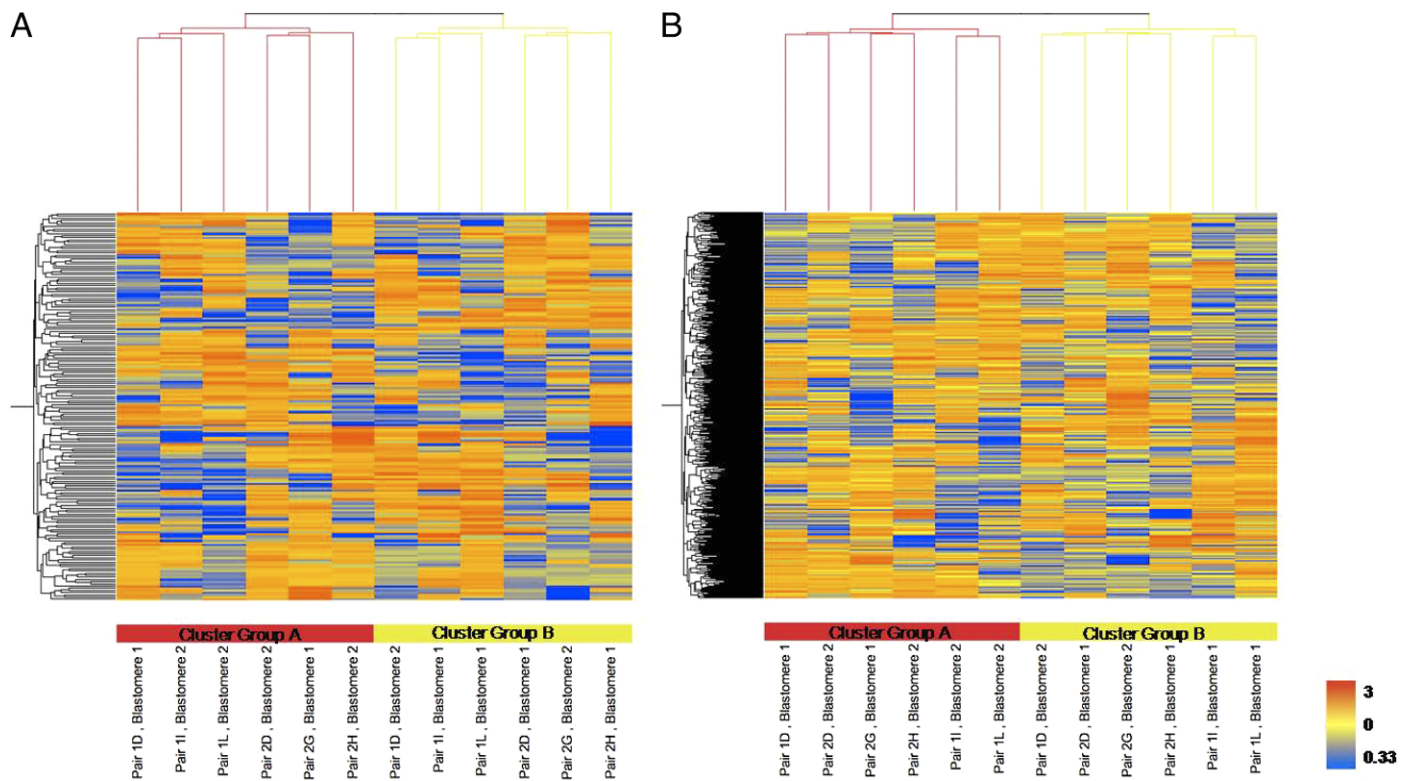 A
B
Cluster Group A
Cluster Group B
Pair 1D , Blastomere 1
Pair 1I , Blastomere 2
Pair 1L , Blastomere 2
Pair 2D , Blastomere 2
Pair 2G , Blastomere 1
Pair 2H , Blastomere 2
Pair 1D , Blastomere 2
Pair 1I , Blastomere 1
Pair 1L , Blastomere 1
Pair 2D , Blastomere 1
Pair 2G , Blastomere 2
Pair 2H , Blastomere 1
Cluster Group A
Cluster Group B
Pair 1D , Blastomere 1
Pair 2D , Blastomere 2
Pair 2G , Blastomere 1
Pair 2H , Blastomere 2
Pair 1I , Blastomere 2
Pair 1L , Blastomere 2
Pair 1D , Blastomere 2
Pair 2D , Blastomere 1
Pair 2G , Blastomere 2
Pair 2H , Blastomere 1
Pair 1I , Blastomere 1
Pair 1L , Blastomere 1
3
0
0.33